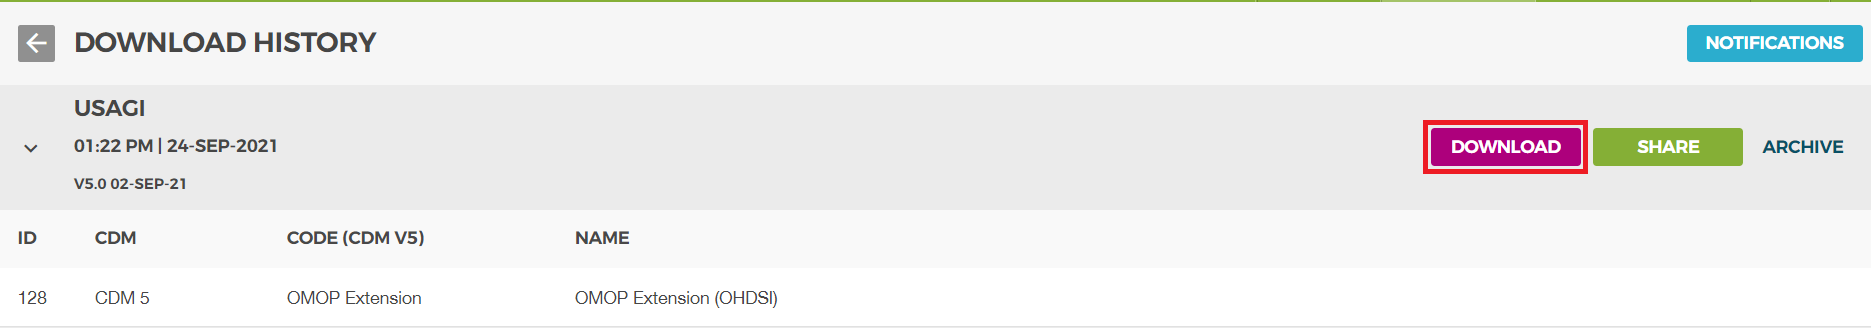 DOWNLOAD HISTORY
NOTIFICATIONS
USAGI
01:22 PM | 24-SEP-2021
V5.0 02-SEP-21
DOWNLOAD
SHARE
ARCHIVE
ID CDM CODE (CDM V5) NAME
128 CDM 5 OMOP Extension OMOP Extension (OHDSI)